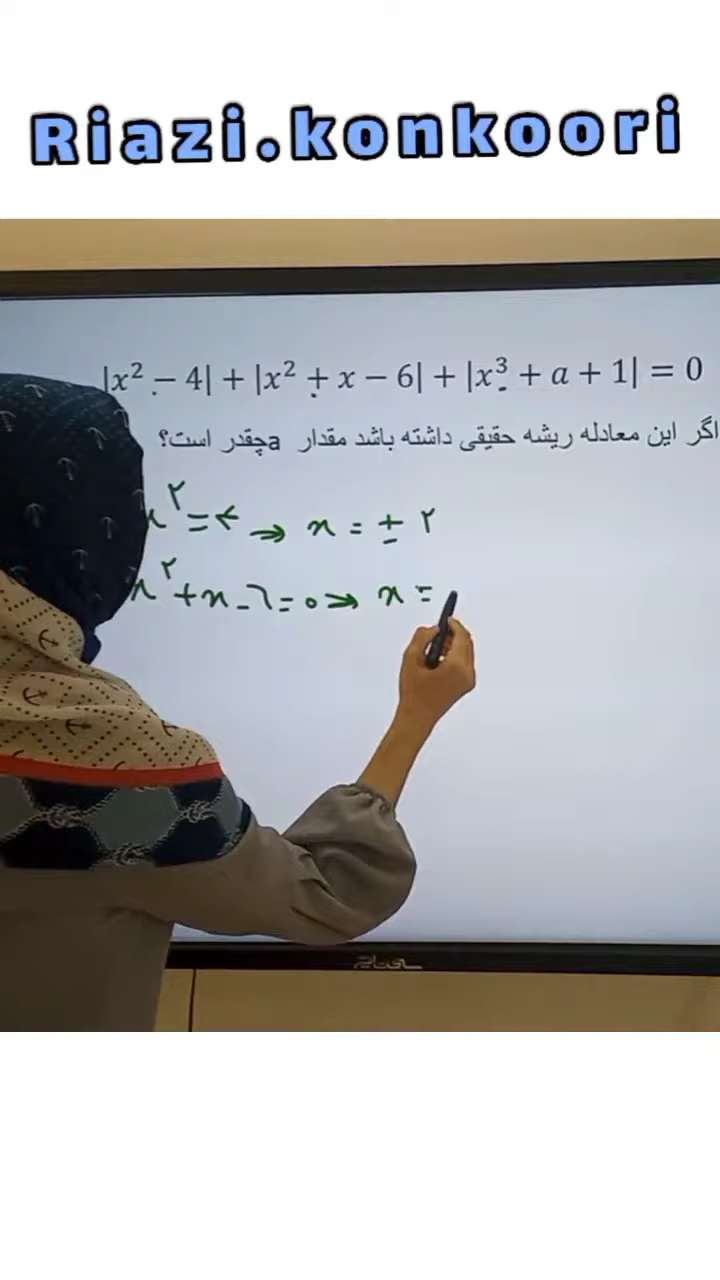 Riazi.konkoori
|x² − 4| + |x² + x − 6| + |x³ + a + 1| = 0
اگر این معادله ریشه حقیقی داشته باشد مقدار aچقدر است؟
x² = ۴ → x = ± ۲
x² + x - ۶ = ۰ → x =